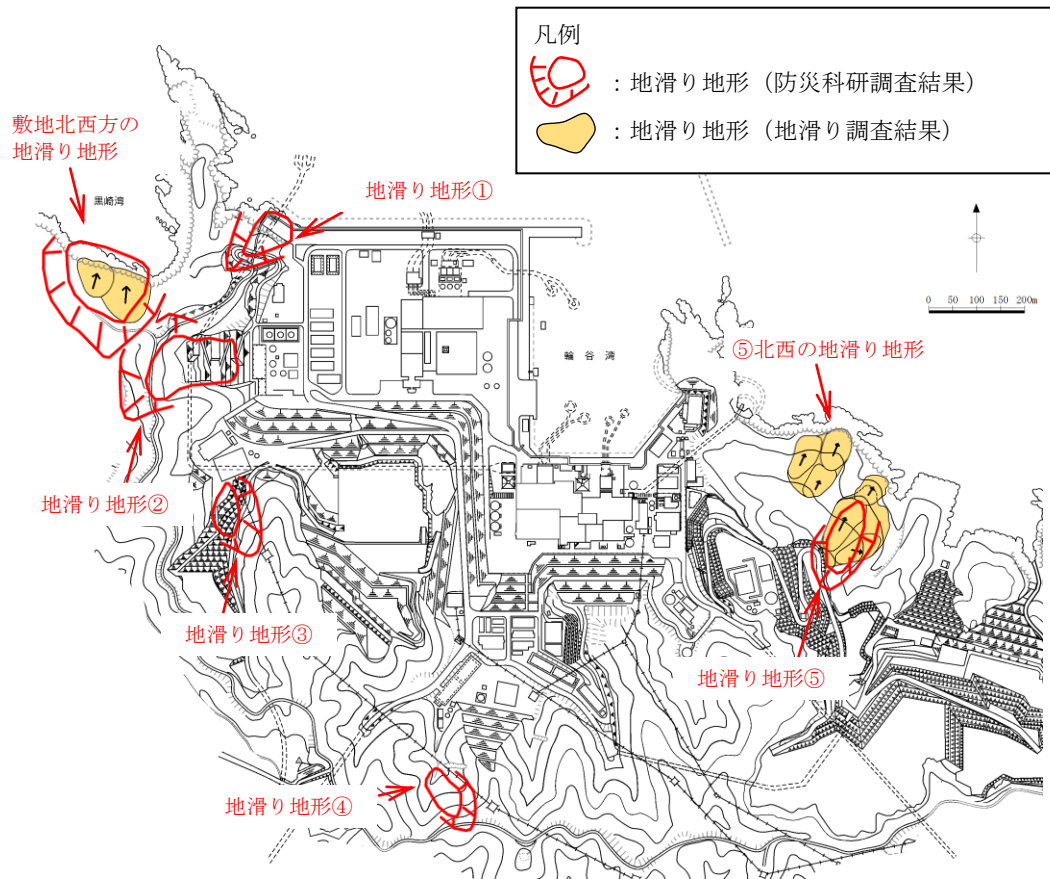 凡例
：地滑り地形（防災科研調査結果）
：地滑り地形（地滑り調査結果）
敷地北西方の
地滑り地形
黒崎湾
地滑り地形①
0 50 100 150 200m
輪谷湾
⑤北西の地滑り地形
地滑り地形②
地滑り地形③
地滑り地形⑤
地滑り地形④